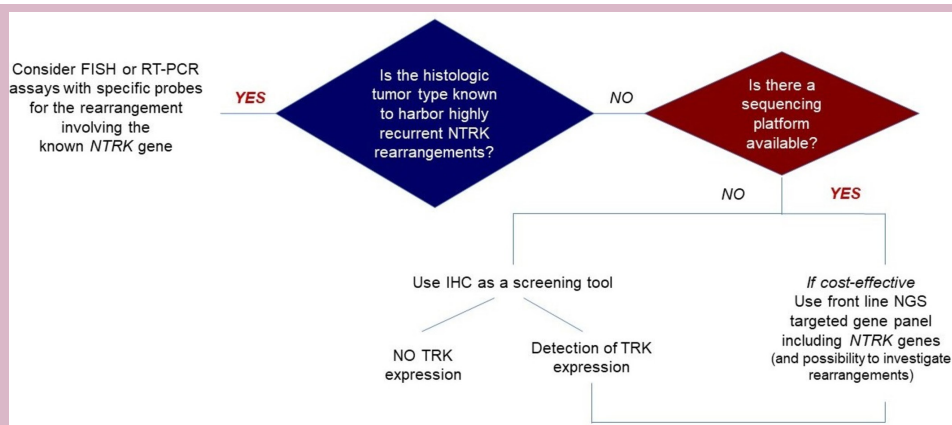 Consider FISH or RT-PCR
assays with specific probes
for the rearrangement
involving the
known NTRK gene
YES
Is the histologic
tumor type known
to harbor highly
recurrent NTRK
rearrangements?
NO
Is there a
sequencing
platform
available?
NO
YES
Use IHC as a screening tool
NO TRK
expression
Detection of TRK
expression
If cost-effective
Use front line NGS
targeted gene panel
including NTRK genes
(and possibility to investigate
rearrangements)